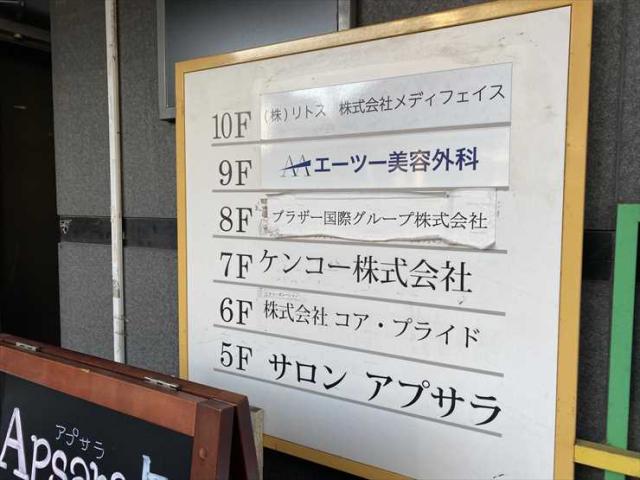 10F (株)リトス 株式会社メディフェイス
9F AA エーツー美容外科
8F ブラザー国際グループ株式会社
7F ケンコー株式会社
6F 株式会社 コア・プライド
5F サロン アプサラ
アプサラ
Apsara